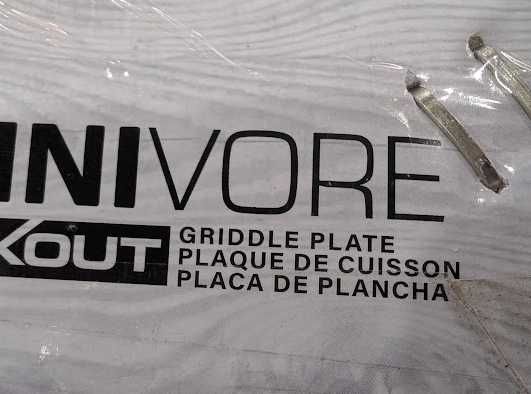 NIVORE
KOUT GRIDDLE PLATE
PLAQUE DE CUISSON
PLACA DE PLANCHA